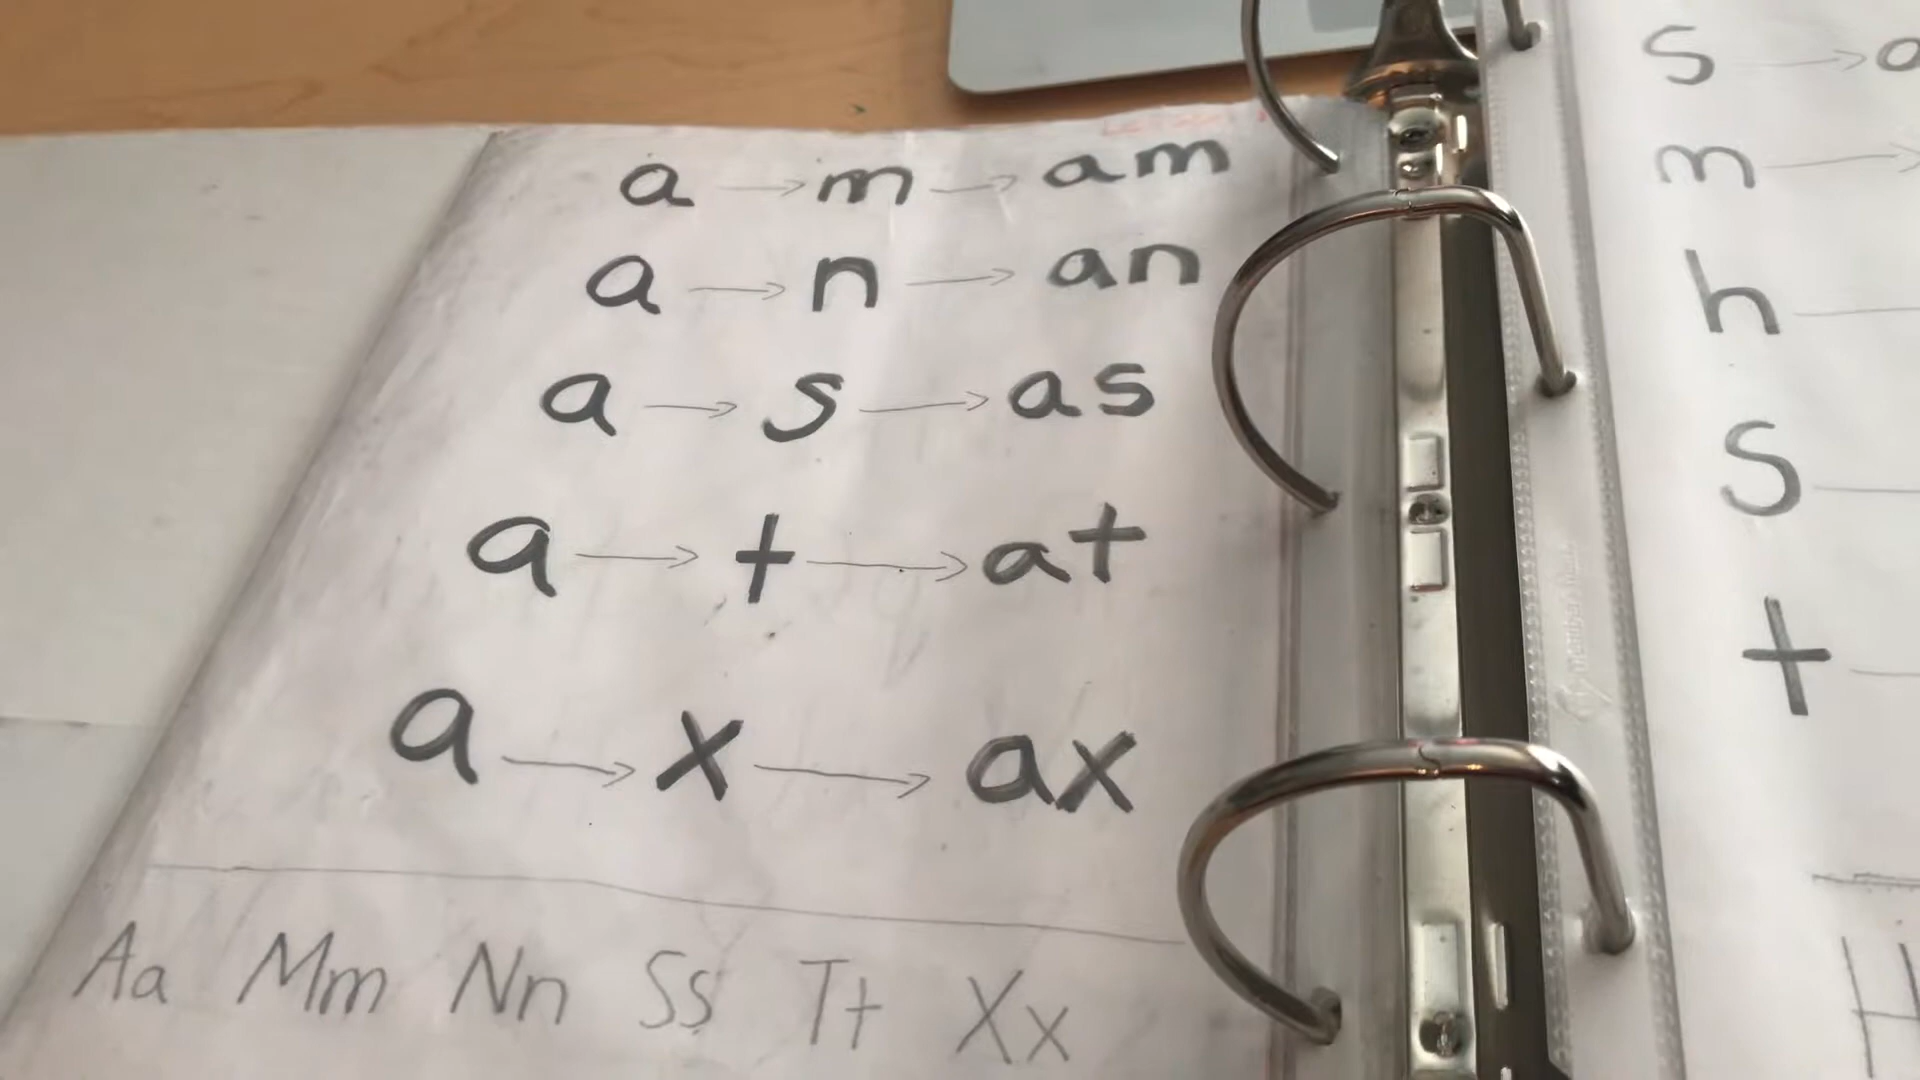 a → m → am
a → n → an
a → s → as
a → t → at
a → x → ax
Aa Mm Nn Ss Tt Xx
s → a
m →
h
s
t
H